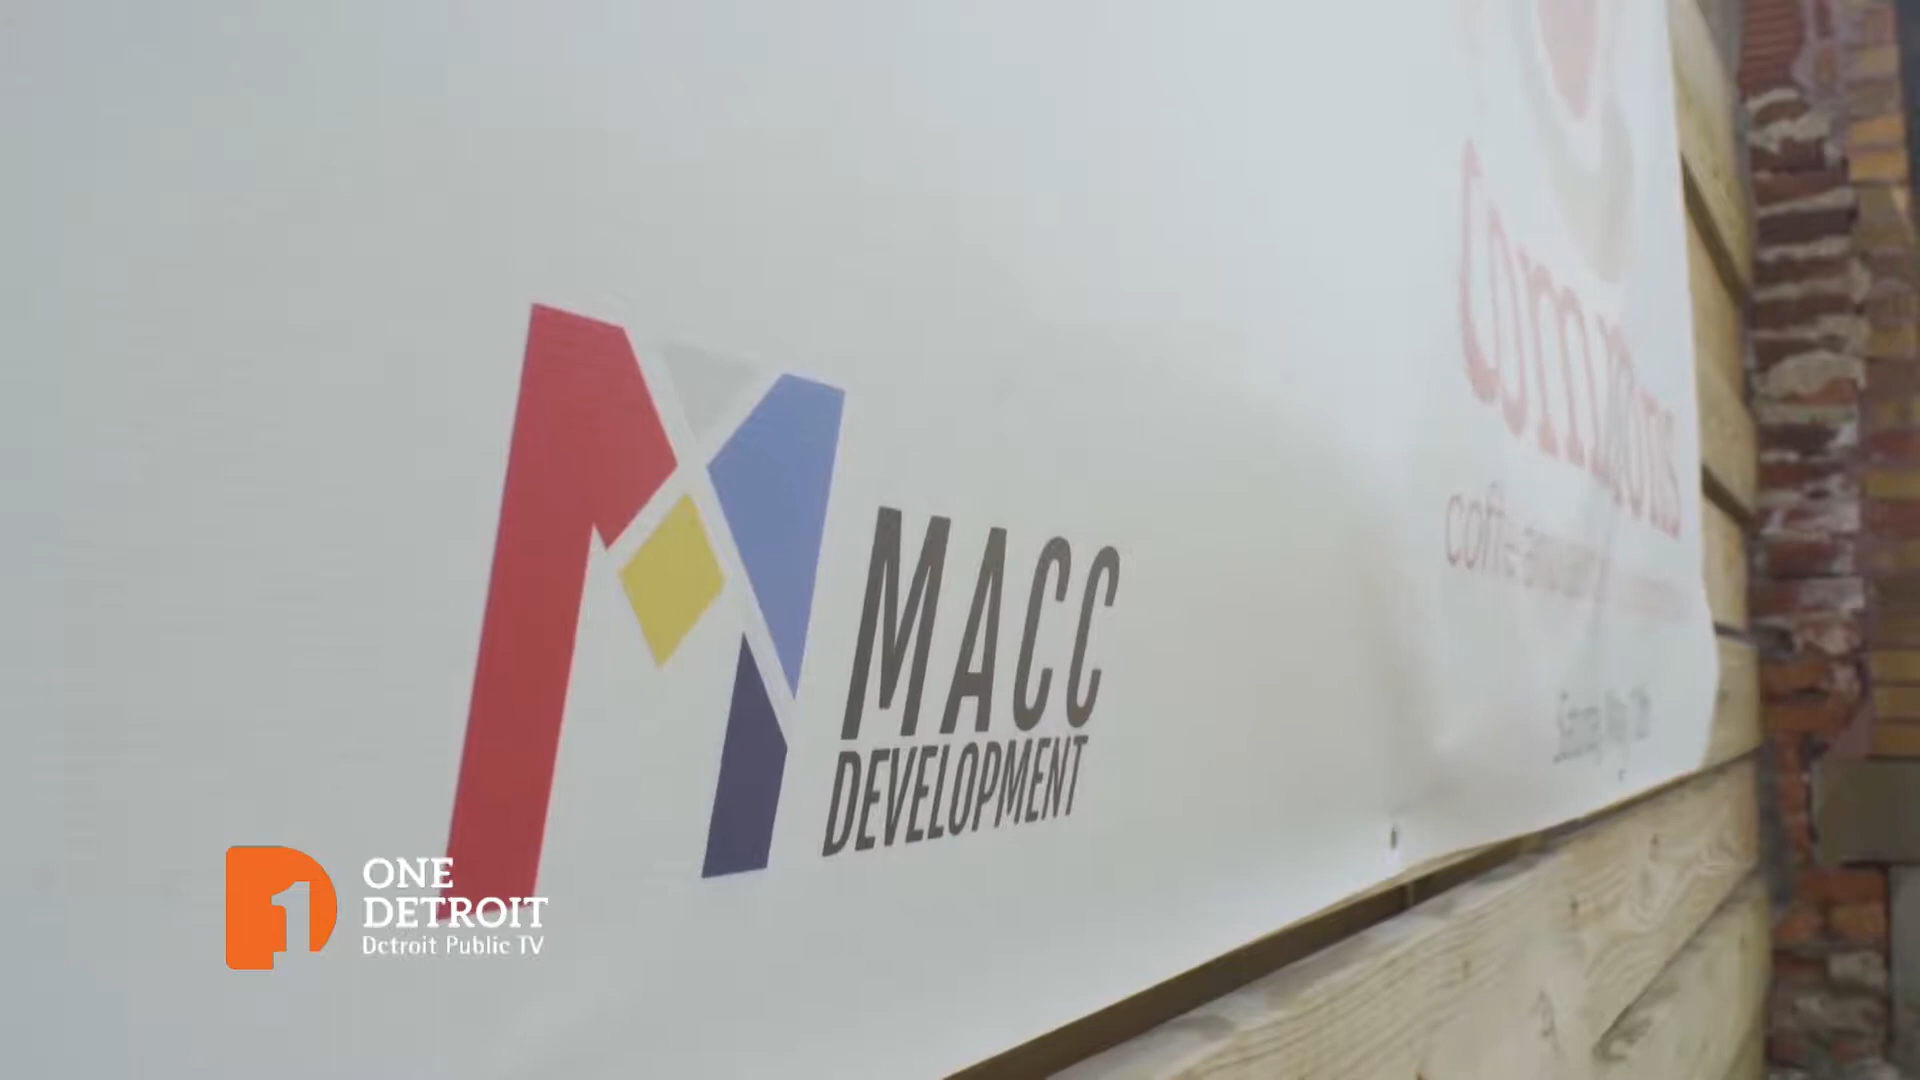 MACC
DEVELOPMENT
Commons
ONE
DETROIT
Detroit Public TV